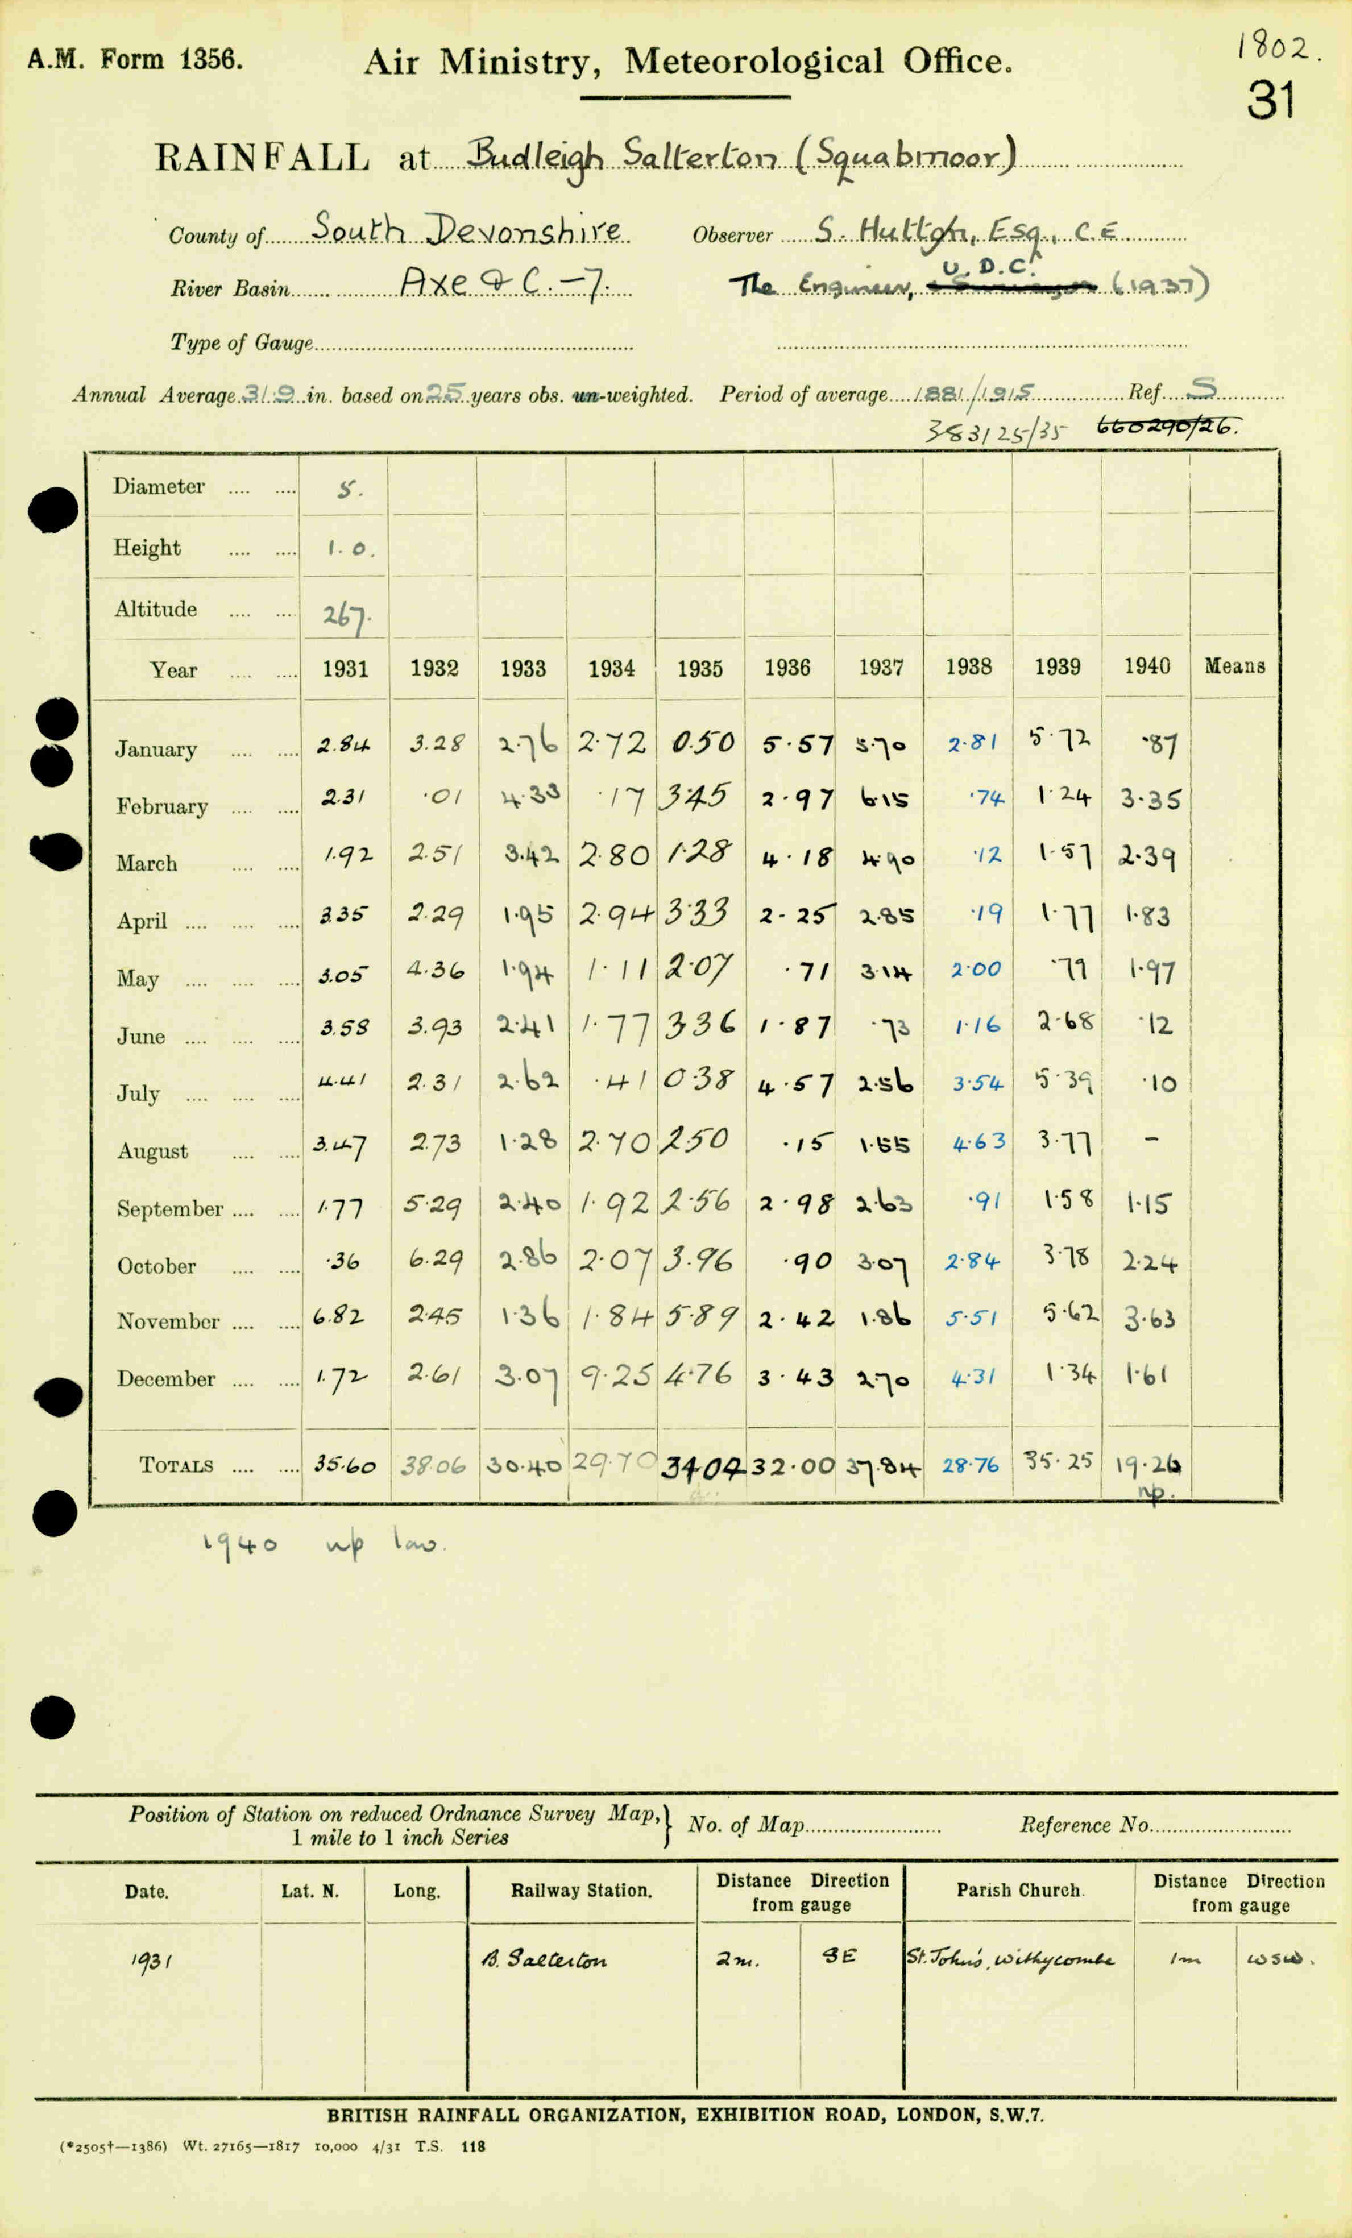 1802.
A.M. Form 1356. Air Ministry, Meteorological Office.
31
RAINFALL at Budleigh Salterton (Squabmoor)
County of South Devonshire Observer S. Hutton, Esq., C.E.
River Basin Axe & C. - 7. The Engineer, U.D.C. (1937)
Type of Gauge
Annual Average 31.9 in. based on 25 years obs. un-weighted. Period of average 1881/1915 Ref. S
383125/35 660290/26.
Diameter .... .... 5.
Height .... .... 1.0.
Altitude .... .... 267.
Year .... .... 1931 1932 1933 1934 1935 1936 1937 1938 1939 1940 Means
January .... .... 2.84 3.28 2.76 2.72 0.50 5.57 5.70 2.81 5.72 .87
February .... .... 2.31 .01 4.33 .17 3.45 2.97 6.15 .74 1.24 3.35
March .... .... 1.92 2.51 3.42 2.80 1.28 4.18 4.90 .12 1.57 2.39
April .... .... .... 3.35 2.29 1.95 2.94 3.33 2.25 2.85 .19 1.77 1.83
May .... .... .... 3.05 4.36 1.94 1.11 2.07 .71 3.14 2.00 .79 1.97
June .... .... .... 3.58 3.93 2.41 1.77 3.36 1.87 .73 1.16 2.68 .12
July .... .... .... 4.41 2.31 2.62 .41 0.38 4.57 2.56 3.54 5.39 .10
August .... .... 3.47 2.73 1.28 2.70 2.50 .15 1.55 4.63 3.77 -
September .... .... 1.77 5.29 2.40 1.92 2.56 2.98 2.63 .91 1.58 1.15
October .... .... .36 6.29 2.86 2.07 3.96 .90 3.07 2.84 3.78 2.24
November .... .... 6.82 2.45 1.36 1.84 5.89 2.42 1.86 5.51 5.62 3.63
December .... .... 1.72 2.61 3.07 9.25 4.76 3.43 2.70 4.31 1.34 1.61
TOTALS .... .... 35.60 38.06 30.40 29.70 34.04 32.00 37.84 28.76 35.25 19.26
np.
1940 np low.
Position of Station on reduced Ordnance Survey Map,} No. of Map Reference No.
1 mile to 1 inch Series
Date. Lat. N. Long. Railway Station. Distance Direction from gauge Parish Church. Distance Direction from gauge
1931 B. Salterton 2m. SE St. John's, Withycombe 1m WSW.
BRITISH RAINFALL ORGANIZATION, EXHIBITION ROAD, LONDON, S.W.7.
(*2505†—1386) Wt. 27165—1817 10,000 4/31 T.S. 118